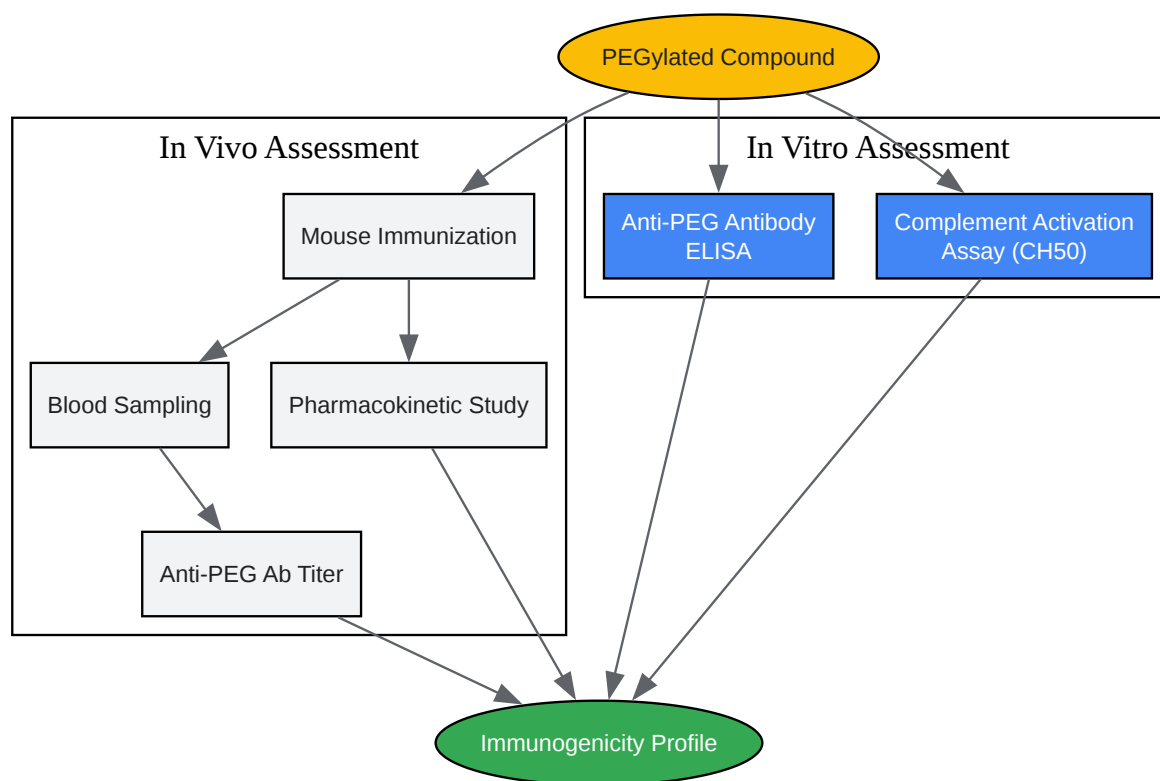 PEGylated Compound
In Vivo Assessment
In Vitro Assessment
Mouse Immunization
Anti-PEG Antibody
ELISA
Complement Activation
Assay (CH50)
Blood Sampling
Pharmacokinetic Study
Anti-PEG Ab Titer
Immunogenicity Profile